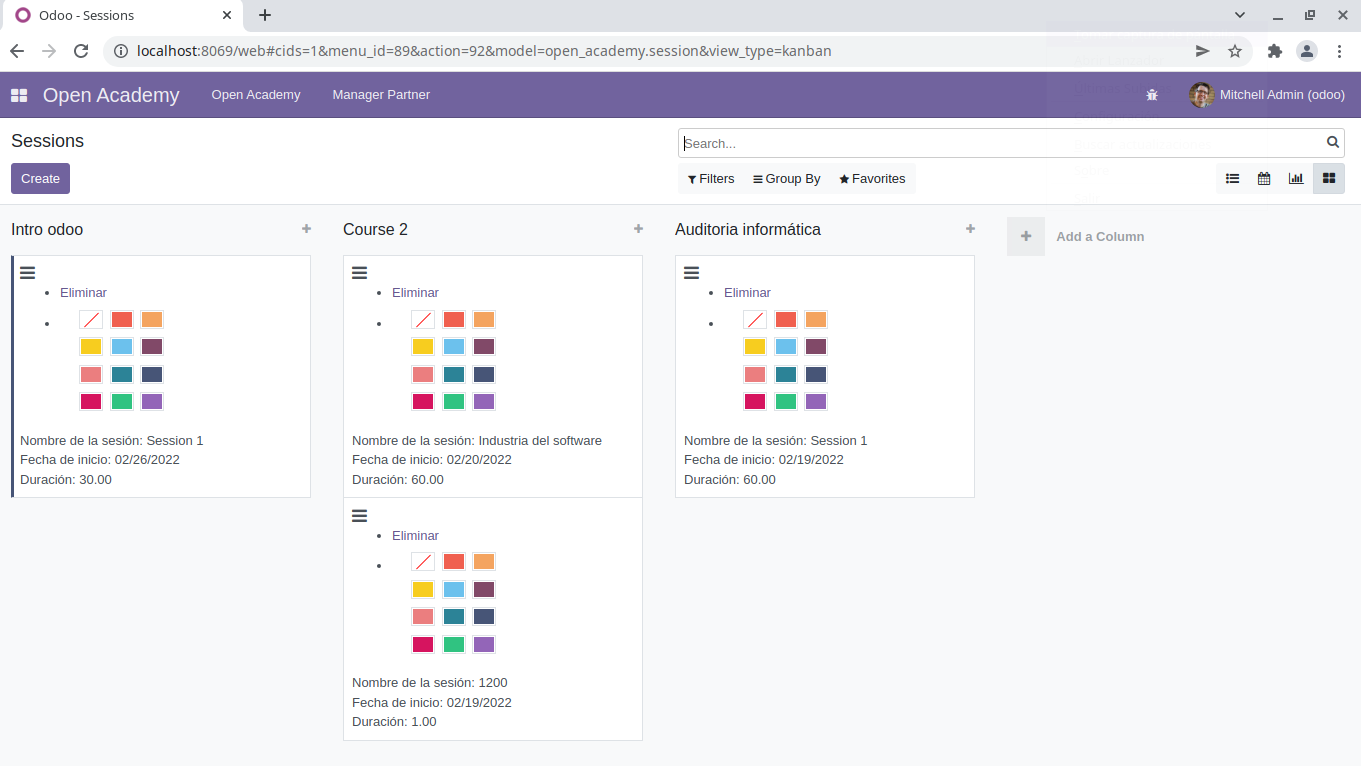 Odoo - Sessions
localhost:8069/web#cids=1&menu_id=89&action=92&model=open_academy.session&view_type=kanban
Open Academy
Open Academy
Manager Partner
Mitchell Admin (odoo)
Sessions
Search...
Create
Filters
Group By
Favorites
Intro odoo
Eliminar
Nombre de la sesión: Session 1
Fecha de inicio: 02/26/2022
Duración: 30.00
Course 2
Eliminar
Nombre de la sesión: Industria del software
Fecha de inicio: 02/20/2022
Duración: 60.00
Eliminar
Nombre de la sesión: 1200
Fecha de inicio: 02/19/2022
Duración: 1.00
Auditoria informática
Eliminar
Nombre de la sesión: Session 1
Fecha de inicio: 02/19/2022
Duración: 60.00
Add a Column